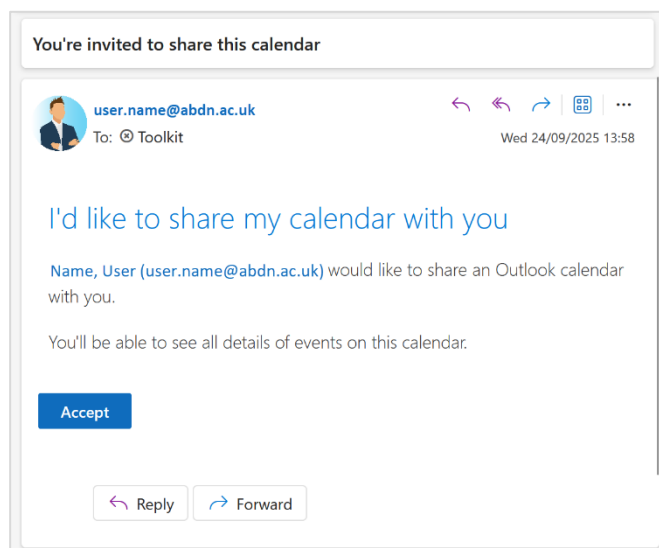 You're invited to share this calendar
user.name@abdn.ac.uk
To: Toolkit
Wed 24/09/2025 13:58
I'd like to share my calendar with you
Name, User (user.name@abdn.ac.uk) would like to share an Outlook calendar
with you.
You'll be able to see all details of events on this calendar.
Accept
Reply Forward